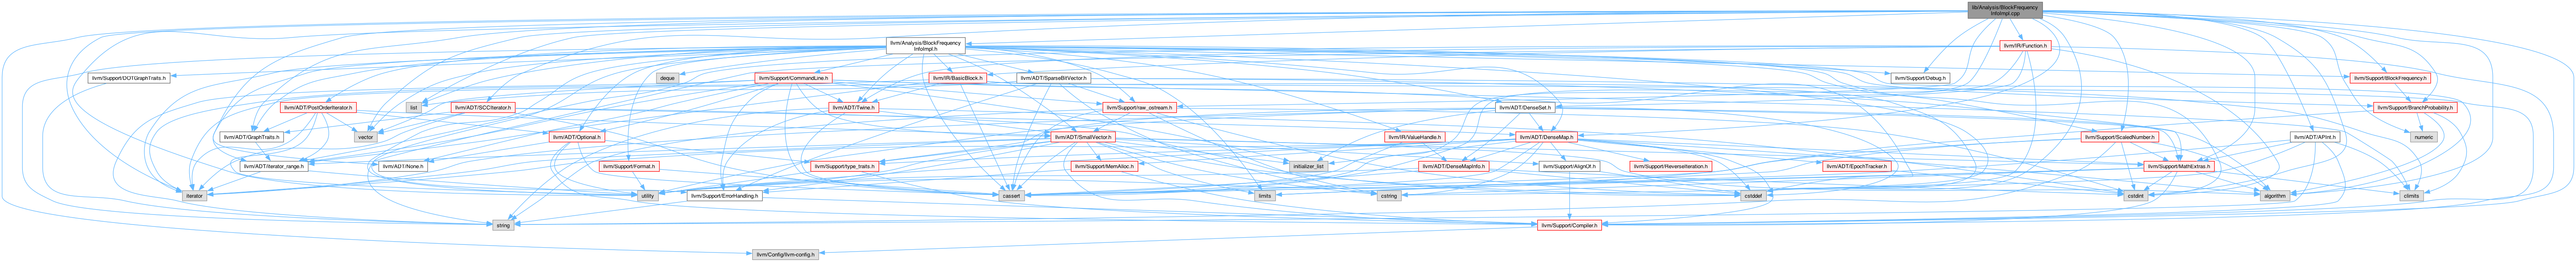 lib/Analysis/BlockFrequency
InfoImpl.cpp
llvm/Analysis/BlockFrequency
InfoImpl.h
llvm/IR/Function.h
llvm/Support/DOTGraphTraits.h
deque
llvm/Support/CommandLine.h
llvm/IR/BasicBlock.h
llvm/ADT/SparseBitVector.h
llvm/Support/Debug.h
llvm/Support/BlockFrequency.h
llvm/ADT/PostOrderIterator.h
list
llvm/ADT/SCCIterator.h
llvm/ADT/Twine.h
llvm/Support/raw_ostream.h
llvm/ADT/DenseSet.h
llvm/Support/BranchProbability.h
llvm/ADT/GraphTraits.h
vector
llvm/ADT/Optional.h
llvm/ADT/SmallVector.h
llvm/IR/ValueHandle.h
llvm/ADT/DenseMap.h
llvm/Support/ScaledNumber.h
llvm/ADT/APInt.h
numeric
llvm/ADT/iterator_range.h
llvm/ADT/None.h
llvm/Support/Format.h
llvm/Support/type_traits.h
llvm/Support/MemAlloc.h
initializer_list
llvm/ADT/DenseMapInfo.h
llvm/Support/AlignOf.h
llvm/Support/ReverseIteration.h
llvm/ADT/EpochTracker.h
llvm/Support/MathExtras.h
iterator
utility
llvm/Support/ErrorHandling.h
cassert
limits
cstring
cstddef
cstdint
algorithm
climits
string
llvm/Support/Compiler.h
llvm/Config/llvm-config.h